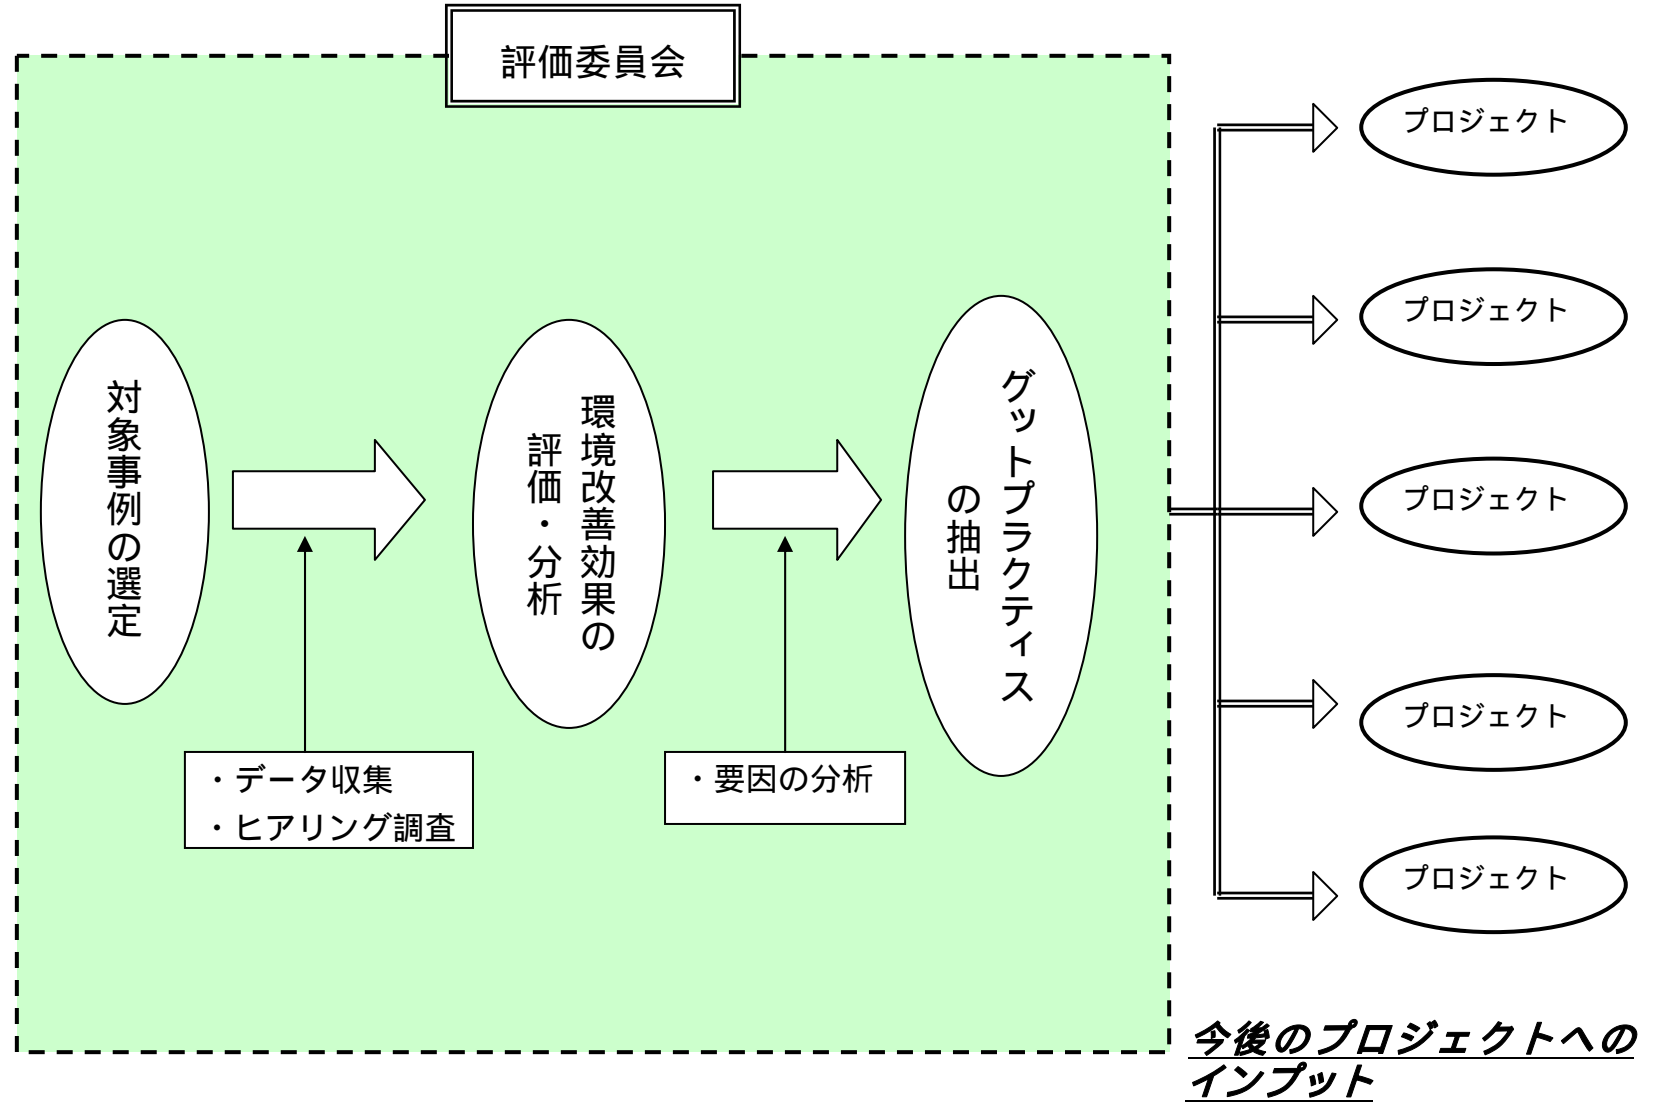 評価委員会
対象事例の選定
環境改善効果の
評価・分析
グットプラクティス
の抽出
・データ収集
・ヒアリング調査
・要因の分析
プロジェクト
プロジェクト
プロジェクト
プロジェクト
プロジェクト
今後のプロジェクトへの
インプット